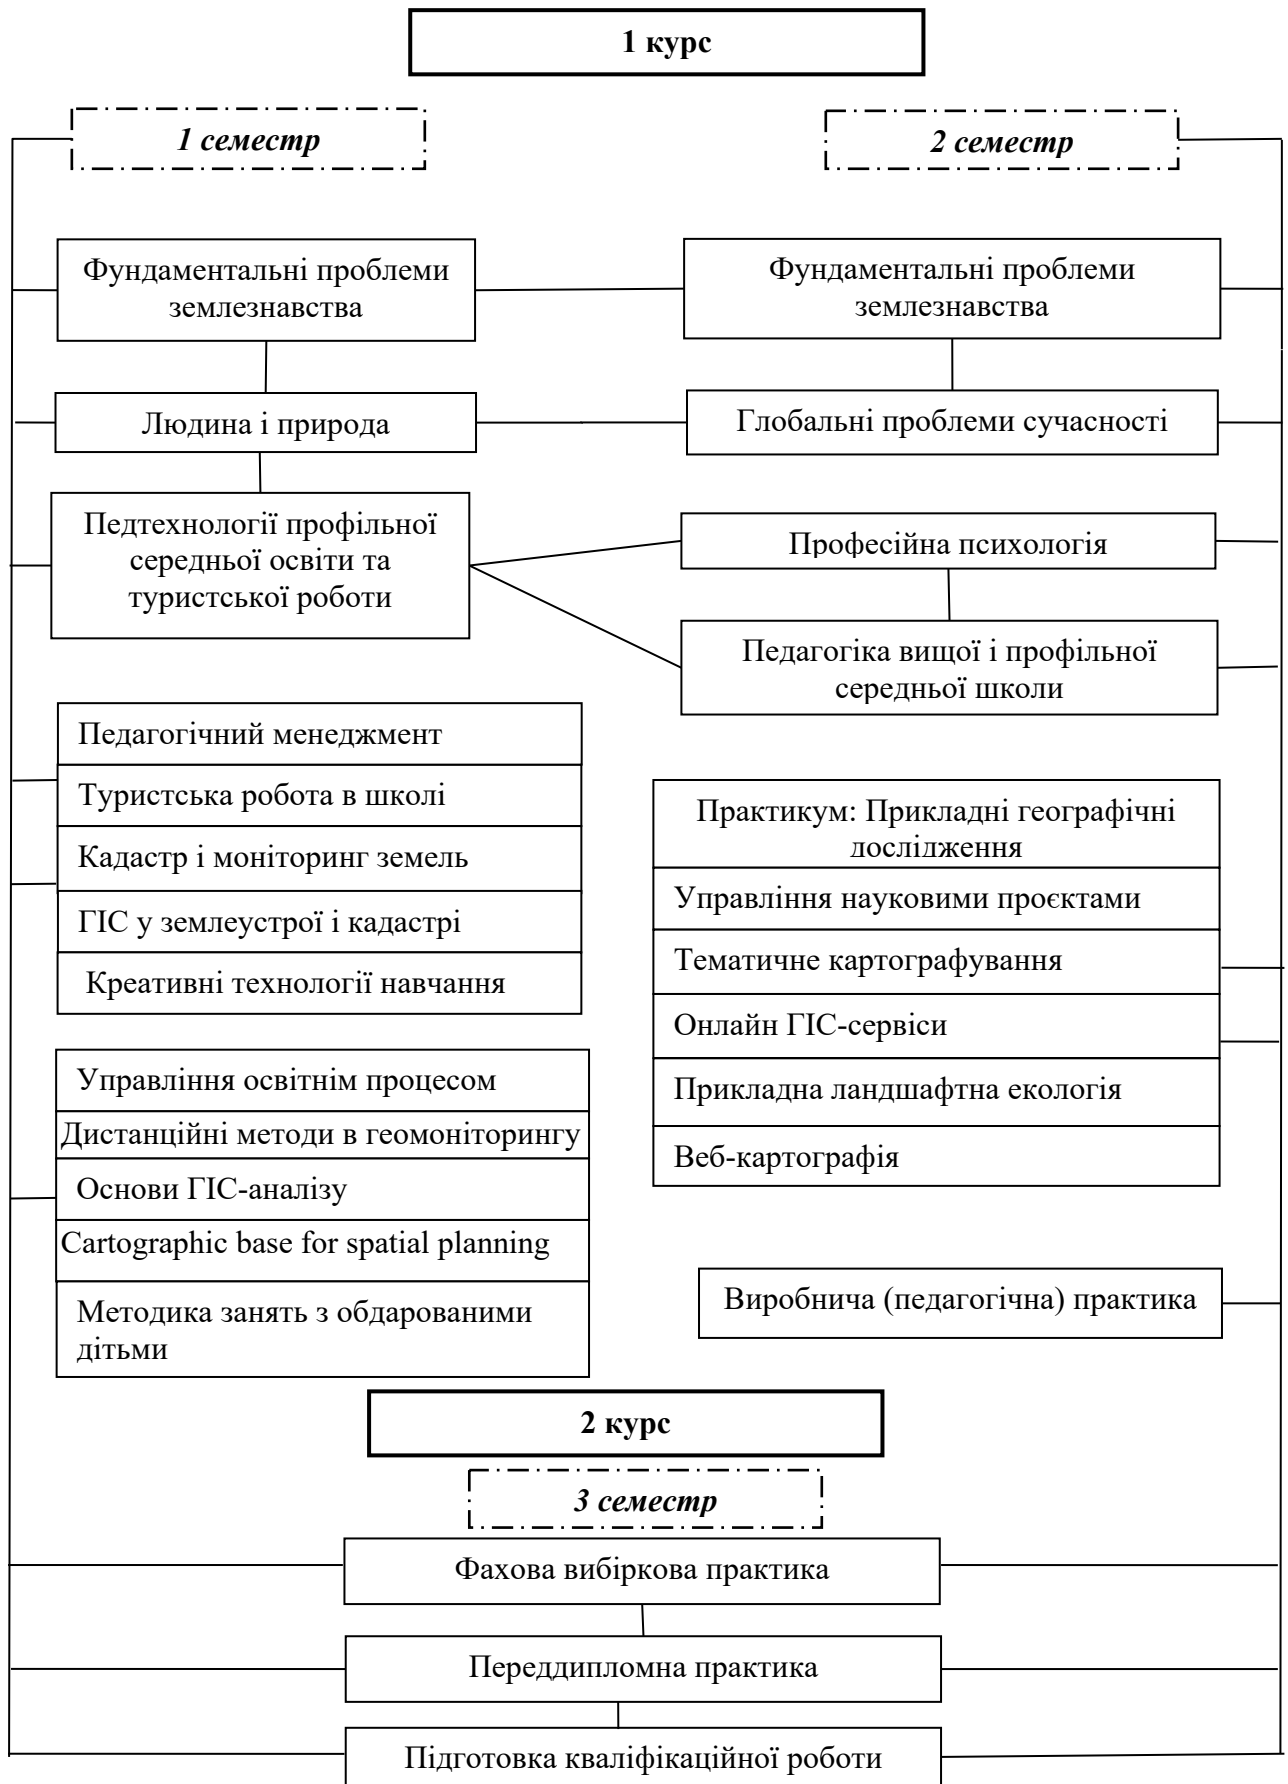 1 курс
1 семестр
2 семестр
Фундаментальні проблеми
землезнавства
Фундаментальні проблеми
землезнавства
Людина і природа
Глобальні проблеми сучасності
Педтехнології профільної
середньої освіти та
туристської роботи
Професійна психологія
Педагогіка вищої і профільної
середньої школи
Педагогічний менеджмент
Туристська робота в школі
Кадастр і моніторинг земель
ГІС у землеустрої і кадастрі
Креативні технології навчання
Практикум: Прикладні географічні
дослідження
Управління науковими проєктами
Тематичне картографування
Онлайн ГІС-сервіси
Прикладна ландшафтна екологія
Веб-картографія
Управління освітнім процесом
Дистанційні методи в геомоніторингу
Основи ГІС-аналізу
Cartographic base for spatial planning
Методика занять з обдарованими
дітьми
Виробнича (педагогічна) практика
2 курс
3 семестр
Фахова вибіркова практика
Переддипломна практика
Підготовка кваліфікаційної роботи